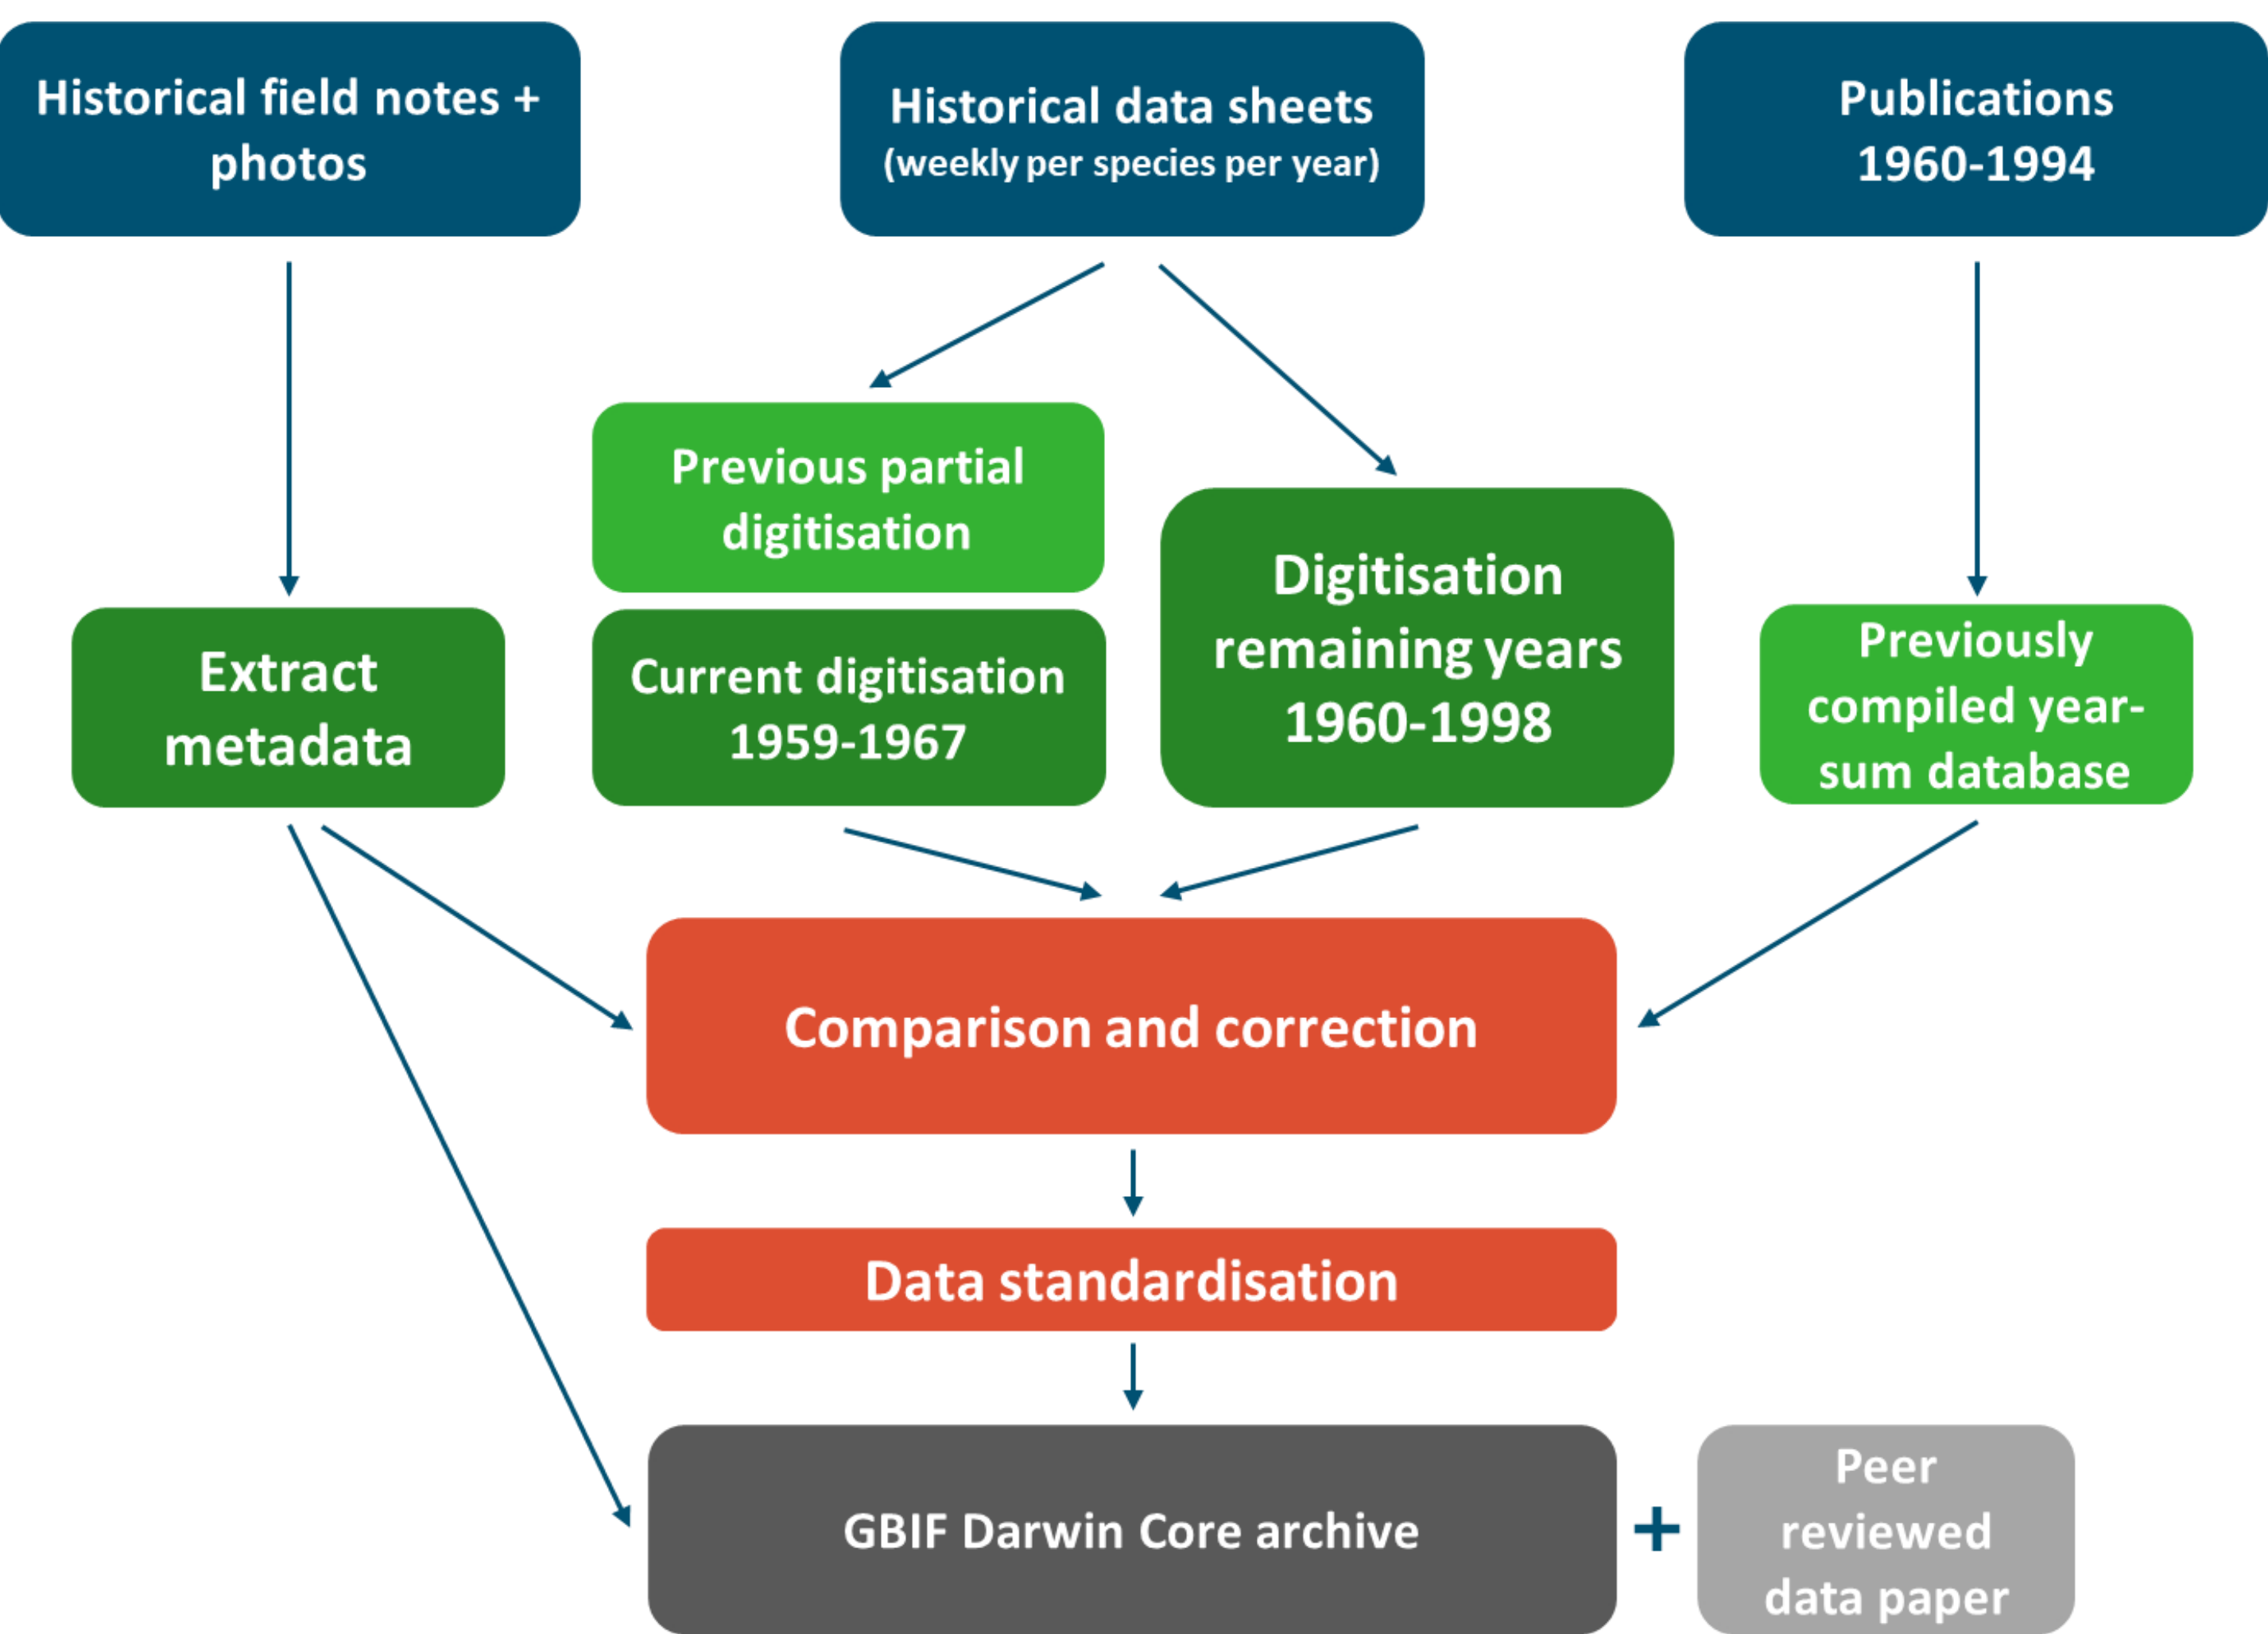 Historical field notes +
photos
Historical data sheets
(weekly per species per year)
Publications
1960-1994
Previous partial
digitisation
Current digitisation
1959-1967
Digitisation
remaining years
1960-1998
Extract
metadata
Previously
compiled year-
sum database
Comparison and correction
Data standardisation
GBIF Darwin Core archive
+
Peer
reviewed
data paper